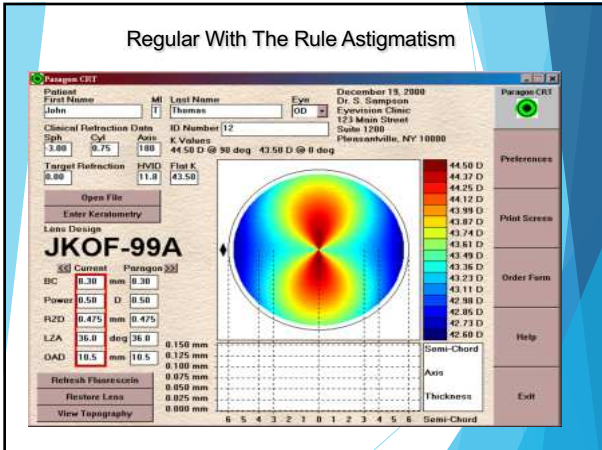 Regular With The Rule Astigmatism
Paragon CRT
Patient
First Name MI Last Name Eye
John T Thomas OD
December 19, 2000
Dr. S. Sampson
Eyevision Clinic
123 Main Street
Suite 1200
Pleasantville, NY 10000
Clinical Refraction Data
Sph Cyl Axis
-3.00 0.75 180
ID Number 12
K Values
44.50 D @ 90 deg 43.50 D @ 0 deg
Target Refraction HVID Flat K
0.00 11.8 43.50
Open File
Enter Keratometry
Lens Design
JKOF-99A
<< Current Paragon >>
BC 8.30 mm 8.30
Power 0.50 D 0.50
RZD 0.475 mm 0.475
LZA 36.0 deg 36.0
OAD 10.5 mm 10.5
Refresh Fluorescein
Restore Lens
View Topography
44.50 D
44.37 D
44.25 D
44.12 D
43.99 D
43.87 D
43.74 D
43.61 D
43.49 D
43.36 D
43.23 D
43.11 D
42.98 D
42.85 D
42.73 D
42.60 D
0.150 mm
0.125 mm
0.100 mm
0.075 mm
0.050 mm
0.025 mm
0.000 mm
6 5 4 3 2 1 0 1 2 3 4 5 6 Semi-Chord
Semi-Chord
Axis
Thickness
Paragon CRT
Preferences
Print Screen
Order Form
Help
Exit